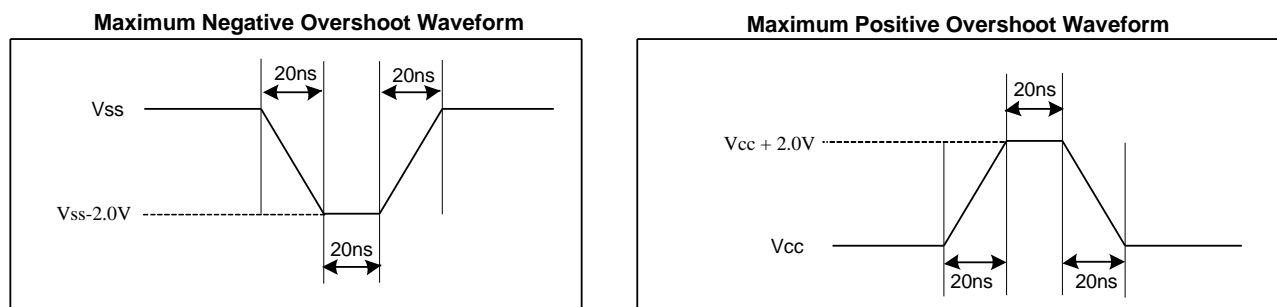 Maximum Negative Overshoot Waveform
20ns
20ns
Vss
Vss-2.0V
20ns
Maximum Positive Overshoot Waveform
20ns
Vcc + 2.0V
Vcc
20ns
20ns